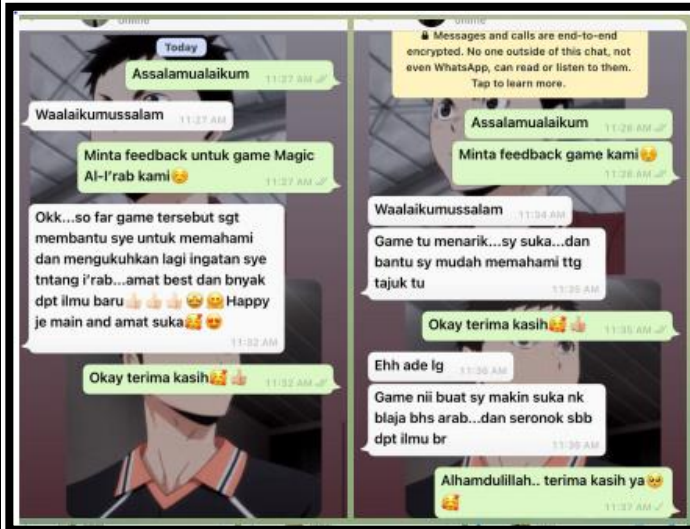 online
Today
Assalamualaikum 11:27 AM
Waalaikumussalam 11:27 AM
Minta feedback untuk game Magic
Al-I'rab kami😊
11:27 AM
Okk...so far game tersebut sgt
membantu sye untuk memahami
dan mengukuhkan lagi ingatan sye
tntang i'rab...amat best dan bnyak
dpt ilmu baru👍🏻👍🏻👍🏻🤩🤗Happy
je main and amat suka🥰😍
11:32 AM
Okay terima kasih🥰👍🏻 11:32 AM
online
🔒 Messages and calls are end-to-end
encrypted. No one outside of this chat, not
even WhatsApp, can read or listen to them.
Tap to learn more.
Assalamualaikum
11:28 AM
Minta feedback game kami😊
11:28 AM
Waalaikumussalam 11:34 AM
Game tu menarik...sy suka...dan
bantu sy mudah memahami ttg
tajuk tu
11:35 AM
Okay terima kasih🥰👍🏻 11:35 AM
Ehh ade lg 11:36 AM
Game nii buat sy makin suka nk
blaja bhs arab...dan seronok sbb
dpt ilmu br
11:36 AM
Alhamdulillah.. terima kasih ya🥺
🥰
11:37 AM